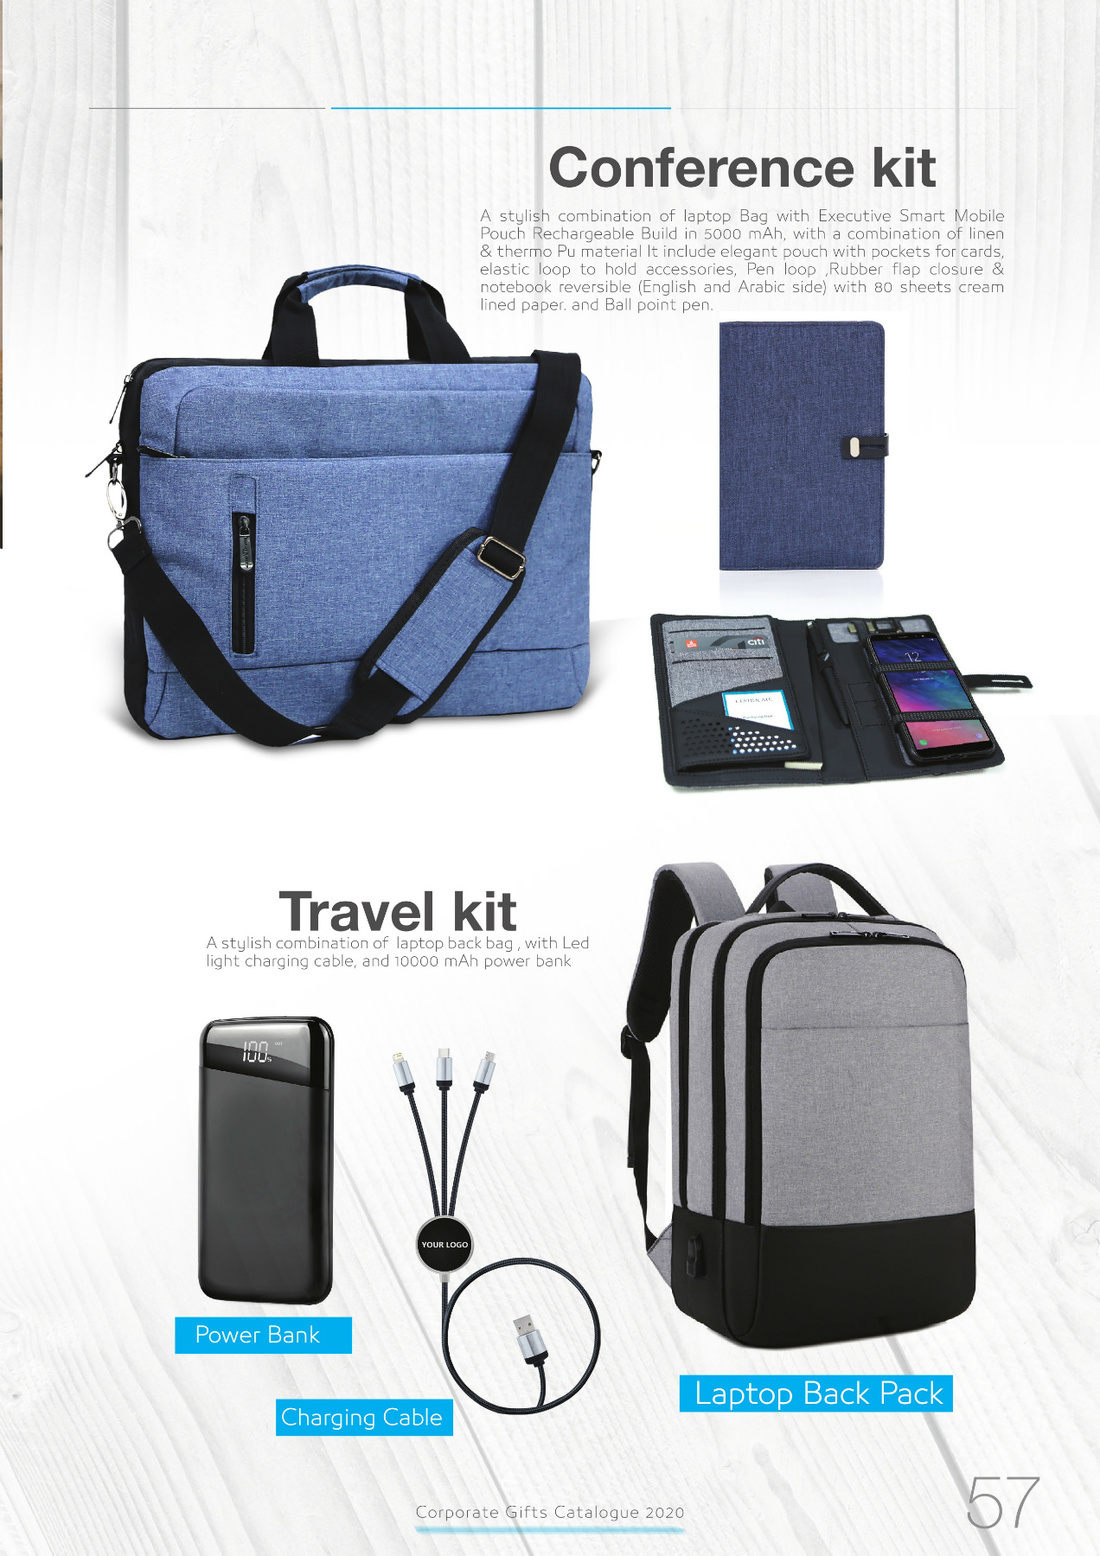 Conference kit
A stylish combination of laptop Bag with Executive Smart Mobile
Pouch Rechargeable Build in 5000 mAh, with a combination of linen
& thermo Pu material It include elegant pouch with pockets for cards,
elastic loop to hold accessories, Pen loop ,Rubber flap closure &
notebook reversible (English and Arabic side) with 80 sheets cream
lined paper. and Ball point pen.
citi
12
Travel kit
A stylish combination of laptop back bag , with Led
light charging cable, and 10000 mAh power bank
100%
YOUR LOGO
Power Bank
Charging Cable
Laptop Back Pack
Corporate Gifts Catalogue 2020
57